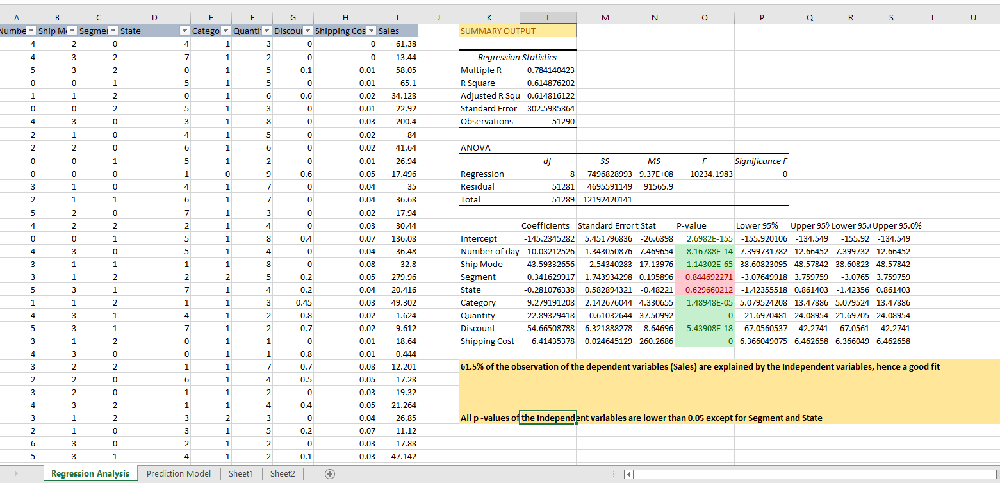 A B C D E F G H I J K L M N O P Q R S T U
Numbe Ship M Segmer State Catego Quantit Discour Shipping Cos Sales SUMMARY OUTPUT
4 2 0 4 1 3 0 0 61.38
4 3 2 7 1 2 0 0 13.44 Regression Statistics
5 3 2 0 1 5 0.1 0.01 58.05 Multiple R 0.784140423
0 0 1 5 1 5 0 0.01 65.1 R Square 0.614876202
1 1 2 0 1 6 0.6 0.02 34.128 Adjusted R Squ 0.614816122
0 0 2 5 1 3 0 0.01 22.92 Standard Error 302.5985864
4 3 0 3 1 8 0 0.03 200.4 Observations 51290
2 1 0 4 1 5 0 0.02 84
2 2 0 6 1 6 0 0.02 41.64 ANOVA
0 0 1 5 1 2 0 0.01 26.94 df SS MS F Significance F
0 0 0 1 0 9 0.6 0.05 17.496 Regression 8 7496828993 9.37E+08 10234.1983 0
3 1 0 4 1 7 0 0.04 35 Residual 51281 4695591149 91565.9
2 1 1 6 1 7 0 0.04 36.68 Total 51289 12192420141
5 2 0 7 1 3 0 0.02 17.94
4 2 2 2 1 4 0 0.03 30.44 Coefficients Standard Error t Stat P-value Lower 95% Upper 95% Lower 95.0 Upper 95.0%
0 0 1 5 1 8 0.4 0.07 136.08 Intercept -145.2345282 5.451796836 -26.6398 2.6982E-155 -155.920106 -134.549 -155.92 -134.549
4 3 0 5 1 4 0 0.04 36.48 Number of day 10.03212526 1.343050876 7.469654 8.16788E-14 7.399731782 12.66452 7.399732 12.66452
3 1 1 1 1 8 0 0.08 32.8 Ship Mode 43.59332656 2.54340283 17.13976 1.14302E-65 38.60823095 48.57842 38.60823 48.57842
3 1 2 2 2 5 0.2 0.05 279.96 Segment 0.341629917 1.743934298 0.195896 0.844692271 -3.07649918 3.759759 -3.0765 3.759759
5 3 1 7 1 4 0.2 0.04 20.416 State -0.281076338 0.582894321 -0.48221 0.629660212 -1.42355518 0.861403 -1.42356 0.861403
1 1 2 1 1 3 0.45 0.03 49.302 Category 9.279191208 2.142676044 4.330655 1.48948E-05 5.079524208 13.47886 5.079524 13.47886
4 3 1 4 1 2 0.8 0.02 1.624 Quantity 22.89329418 0.61032644 37.50992 0 21.6970481 24.08954 21.69705 24.08954
5 3 1 7 1 2 0.7 0.02 9.612 Discount -54.66508788 6.321888278 -8.64696 5.43908E-18 -67.0560537 -42.2741 -67.0561 -42.2741
3 1 2 0 1 1 0 0.01 18.64 Shipping Cost 6.41435378 0.024645129 260.2686 0 6.366049075 6.462658 6.366049 6.462658
4 3 0 0 1 1 0.8 0.01 0.444
3 2 2 1 1 7 0.7 0.08 12.201 61.5% of the observation of the dependent variables (Sales) are explained by the Independent variables, hence a good fit
2 2 0 6 1 4 0.5 0.05 17.28
3 2 0 1 1 2 0 0.03 19.32
4 3 2 1 1 4 0.4 0.05 21.264
3 1 2 3 2 3 0 0.04 26.85 All p -values of the Independent variables are lower than 0.05 except for Segment and State
2 1 0 3 1 5 0.2 0.07 11.12
6 3 0 2 1 2 0 0.03 17.88
5 3 1 4 1 2 0.1 0.03 47.142
Regression Analysis Prediction Model Sheet1 Sheet2